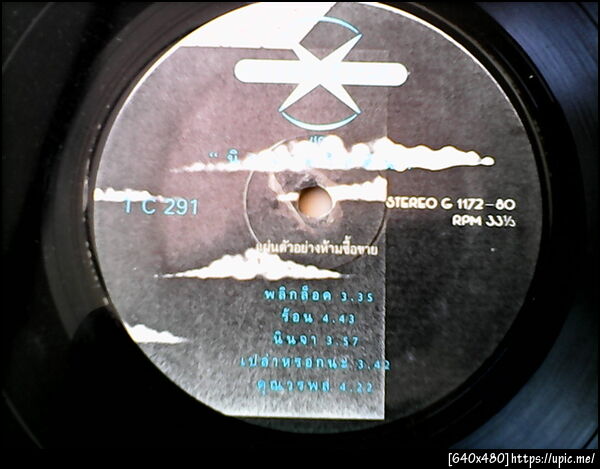 1 C 291
STEREO G 1172-80
RPM 33⅓
แผ่นตัวอย่างห้ามซื้อขาย
พลิกล็อค 3.35
ร้อน 4.43
นินจา 3.57
เปล่าหรอกนะ 3.42
คุณวรพส 4.22
[640x480]https://upic.me/